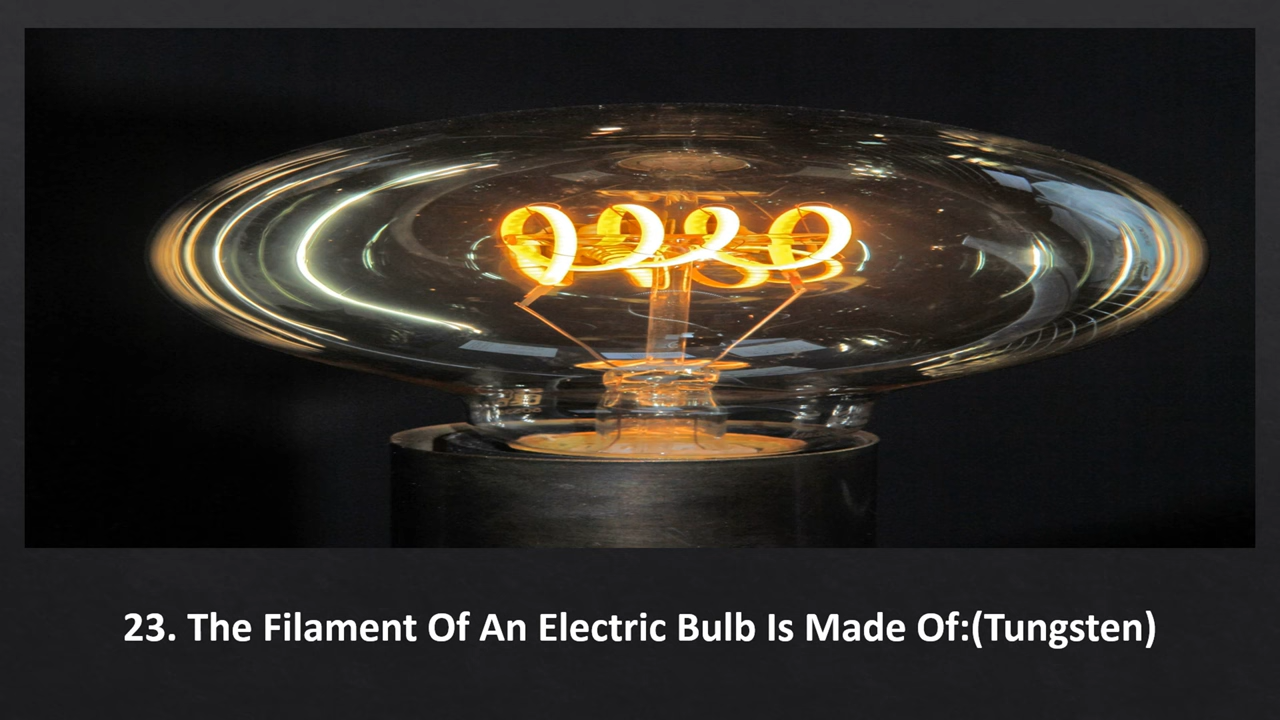 23. The Filament Of An Electric Bulb Is Made Of:(Tungsten)